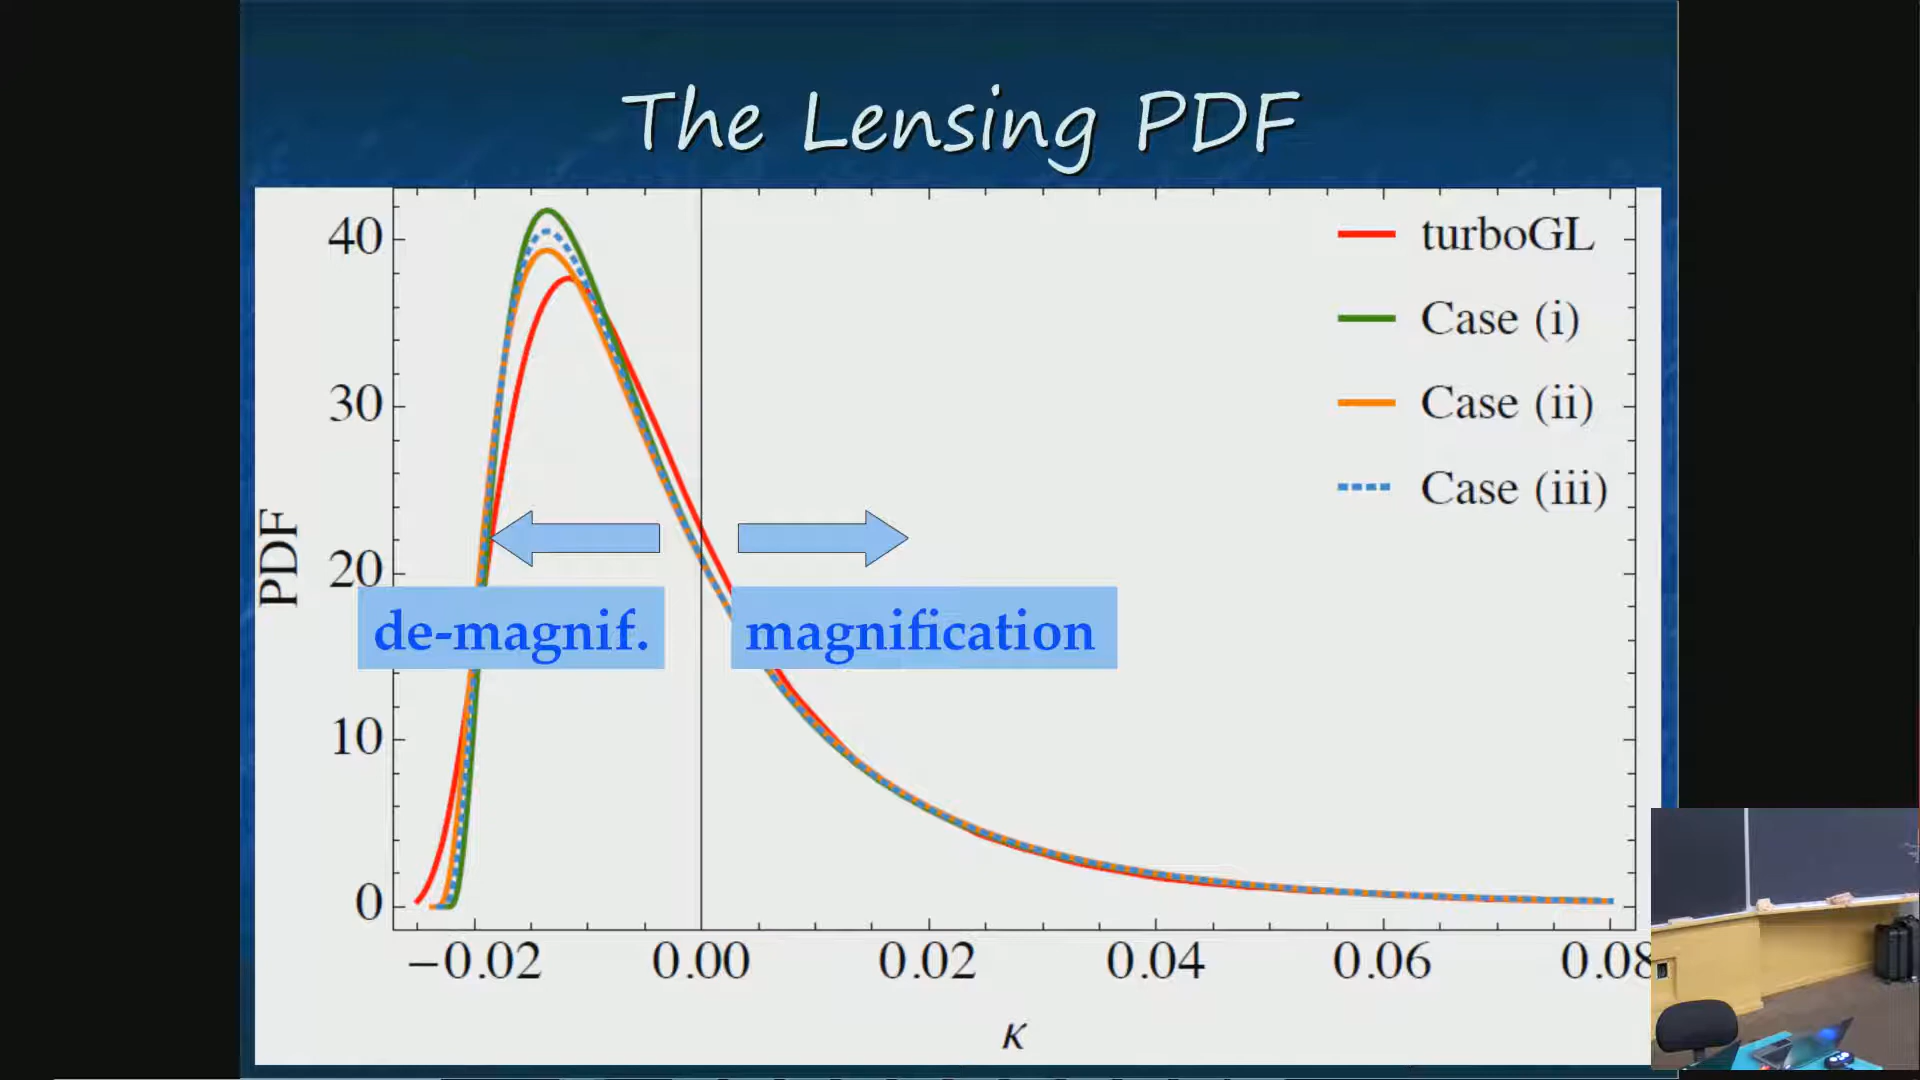 The Lensing PDF
40
30
20
10
0
PDF
turboGL
Case (i)
Case (ii)
Case (iii)
de-magnif.
magnification
−0.02
0.00
0.02
0.04
0.06
0.08
κ